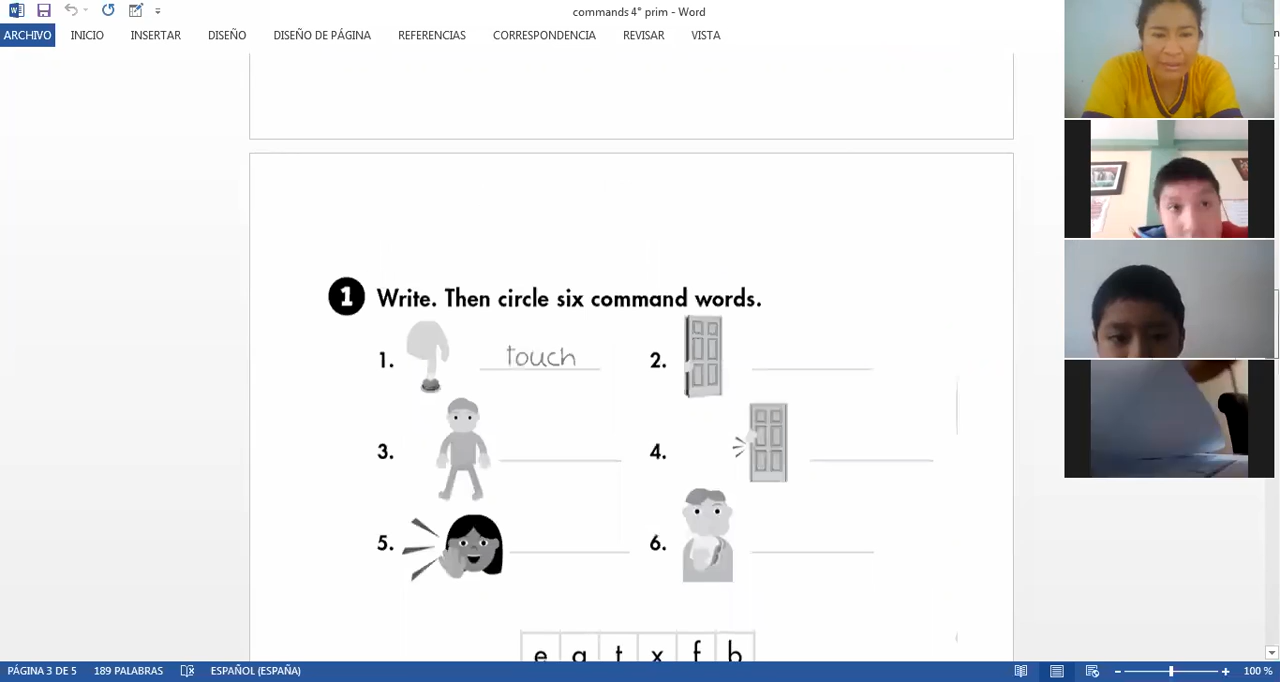 commands 4° prim - Word
ARCHIVO INICIO INSERTAR DISEÑO DISEÑO DE PÁGINA REFERENCIAS CORRESPONDENCIA REVISAR VISTA
1 Write. Then circle six command words.
1. touch 2.
3. 4.
5. 6.
e a t x f b
PÁGINA 3 DE 5 189 PALABRAS ESPAÑOL (ESPAÑA) 100 %